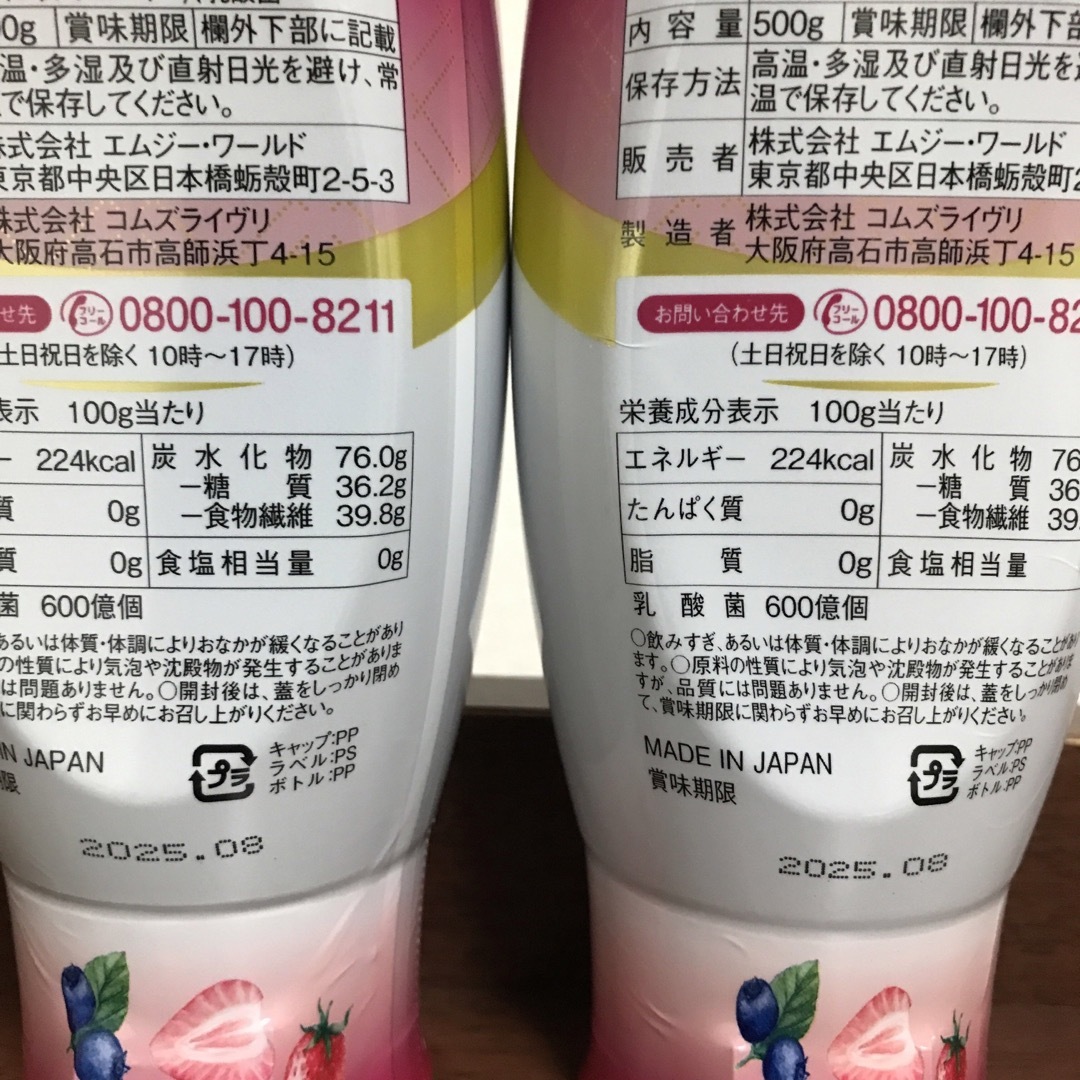 0g 賞味期限 欄外下部に記載
温・多湿及び直射日光を避け、常
で保存してください。
株式会社 エムジー・ワールド
東京都中央区日本橋蛎殻町2-5-3
株式会社 コムズライヴリ
大阪府高石市高師浜丁4-15
せ先 フリーコール 0800-100-8211
土日祝日を除く 10時～17時)
表示 100g当たり
ー 224kcal 炭水化物 76.0g
－糖質 36.2g
質 0g －食物繊維 39.8g
質 0g 食塩相当量 0g
菌 600億個
あるいは体質・体調によりおなかが緩くなることがあり
の性質により気泡や沈殿物が発生することがありま
は問題ありません。○開封後は、蓋をしっかり閉め
に関わらずお早めにお召し上がりください。
IN JAPAN
限
プラ
キャップ:PP
ラベル:PS
ボトル:PP
2025.08
内容量 500g 賞味期限 欄外下部
保存方法 高温・多湿及び直射日光を
温で保存してください。
販売者 株式会社 エムジー・ワールド
東京都中央区日本橋蛎殻町2
製造者 株式会社 コムズライヴリ
大阪府高石市高師浜丁4-15
お問い合わせ先 フリーコール 0800-100-82
(土日祝日を除く 10時～17時)
栄養成分表示 100g当たり
エネルギー 224kcal 炭水化物 76
－糖質 36
たんぱく質 0g －食物繊維 39
脂質 0g 食塩相当量
乳酸菌 600億個
○飲みすぎ、あるいは体質・体調によりおなかが緩くなることがあり
ます。○原料の性質により気泡や沈殿物が発生することがありま
すが、品質には問題ありません。○開封後は、蓋をしっかり閉め
て、賞味期限に関わらずお早めにお召し上がりください。
MADE IN JAPAN
賞味期限
プラ
キャップ:PP
ラベル:PS
ボトル:PP
2025.08